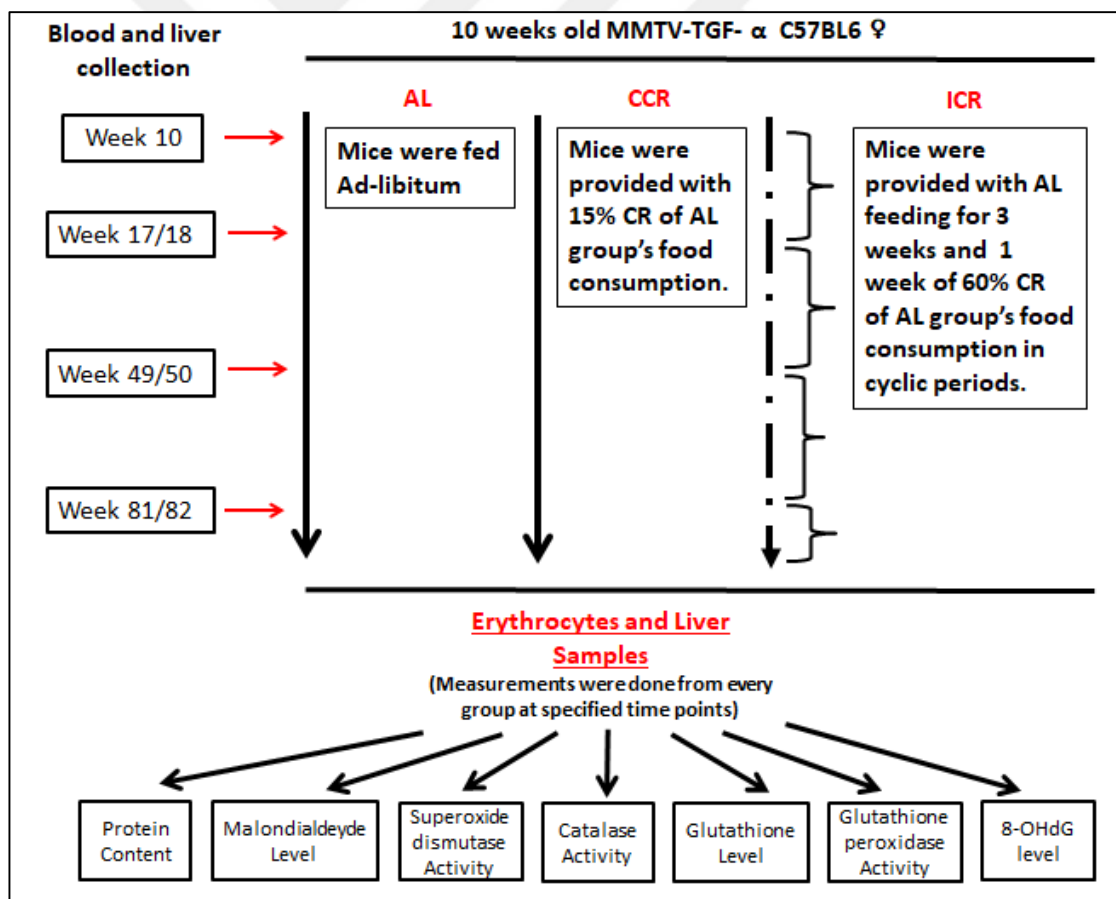 Blood and liver
collection
10 weeks old MMTV-TGF- α C57BL6 ♀
Week 10
Week 17/18
Week 49/50
Week 81/82
AL
Mice were fed
Ad-libitum
CCR
Mice were
provided with
15% CR of AL
group’s food
consumption.
ICR
Mice were
provided with AL
feeding for 3
weeks and 1
week of 60% CR
of AL group’s food
consumption in
cyclic periods.
Erythrocytes and Liver
Samples
(Measurements were done from every
group at specified time points)
Protein
Content
Malondialdeyde
Level
Superoxide
dismutase
Activity
Catalase
Activity
Glutathione
Level
Glutathione
peroxidase
Activity
8-OHdG
level